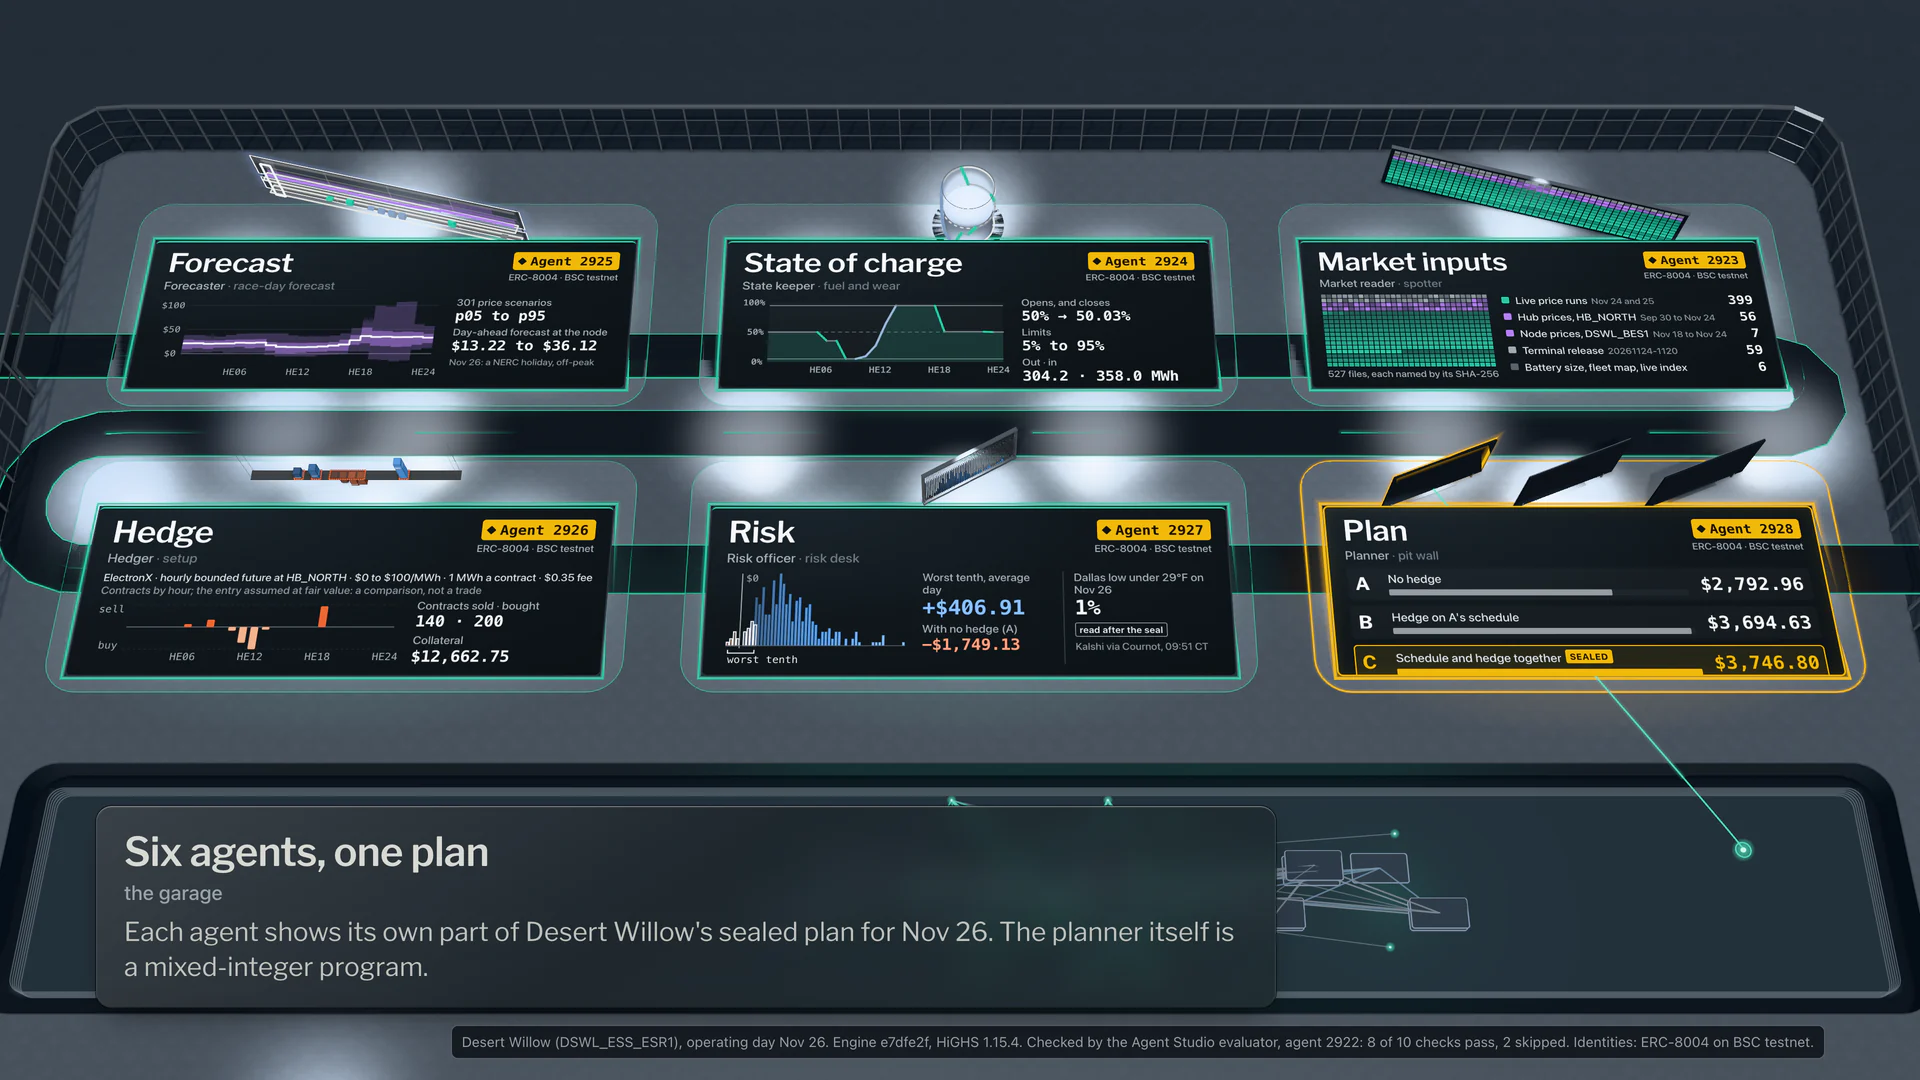 Forecast
◆ Agent 2925
ERC-8004 · BSC testnet
Forecaster · race-day forecast
$100
$50
$0
HE06 HE12 HE18 HE24
301 price scenarios
p05 to p95
Day-ahead forecast at the node
$13.22 to $36.12
Nov 26: a NERC holiday, off-peak
State of charge
◆ Agent 2924
ERC-8004 · BSC testnet
State keeper · fuel and wear
100%
50%
0%
HE06 HE12 HE18 HE24
Opens, and closes
50% → 50.03%
Limits
5% to 95%
Out · in
304.2 · 358.0 MWh
Market inputs
◆ Agent 2923
ERC-8004 · BSC testnet
Market reader · spotter
Live price runs Nov 24 and 25 399
Hub prices, HB_NORTH Sep 30 to Nov 24 56
Node prices, DSWL_BES1 Nov 18 to Nov 24 7
Terminal release 20261124-1120 59
Battery size, fleet map, live index 6
527 files, each named by its SHA-256
Hedge
◆ Agent 2926
ERC-8004 · BSC testnet
Hedger · setup
ElectronX · hourly bounded future at HB_NORTH · $0 to $100/MWh · 1 MWh a contract · $0.35 fee
Contracts by hour; the entry assumed at fair value: a comparison, not a trade
sell
buy
HE06 HE12 HE18 HE24
Contracts sold · bought
140 · 200
Collateral
$12,662.75
Risk
◆ Agent 2927
ERC-8004 · BSC testnet
Risk officer · risk desk
$0
worst tenth
Worst tenth, average
day
+$406.91
With no hedge (A)
−$1,749.13
Dallas low under 29°F on
Nov 26
1%
read after the seal
Kalshi via Cournot, 09:51 CT
Plan
◆ Agent 2928
ERC-8004 · BSC testnet
Planner · pit wall
A No hedge $2,792.96
B Hedge on A's schedule $3,694.63
C Schedule and hedge together SEALED $3,746.80
Six agents, one plan
the garage
Each agent shows its own part of Desert Willow's sealed plan for Nov 26. The planner itself is
a mixed-integer program.
Desert Willow (DSWL_ESS_ESR1), operating day Nov 26. Engine e7dfe2f, HiGHS 1.15.4. Checked by the Agent Studio evaluator, agent 2922: 8 of 10 checks pass, 2 skipped. Identities: ERC-8004 on BSC testnet.